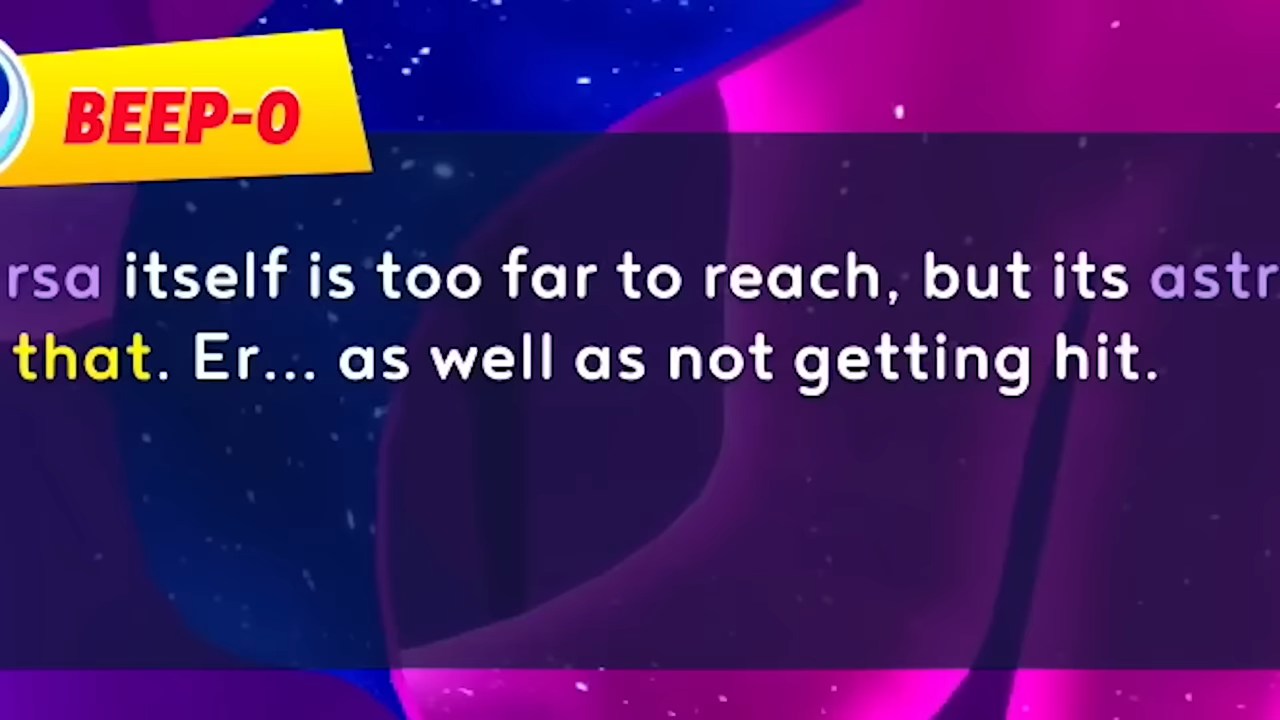 BEEP-O
rsa itself is too far to reach, but its astr
that. Er... as well as not getting hit.